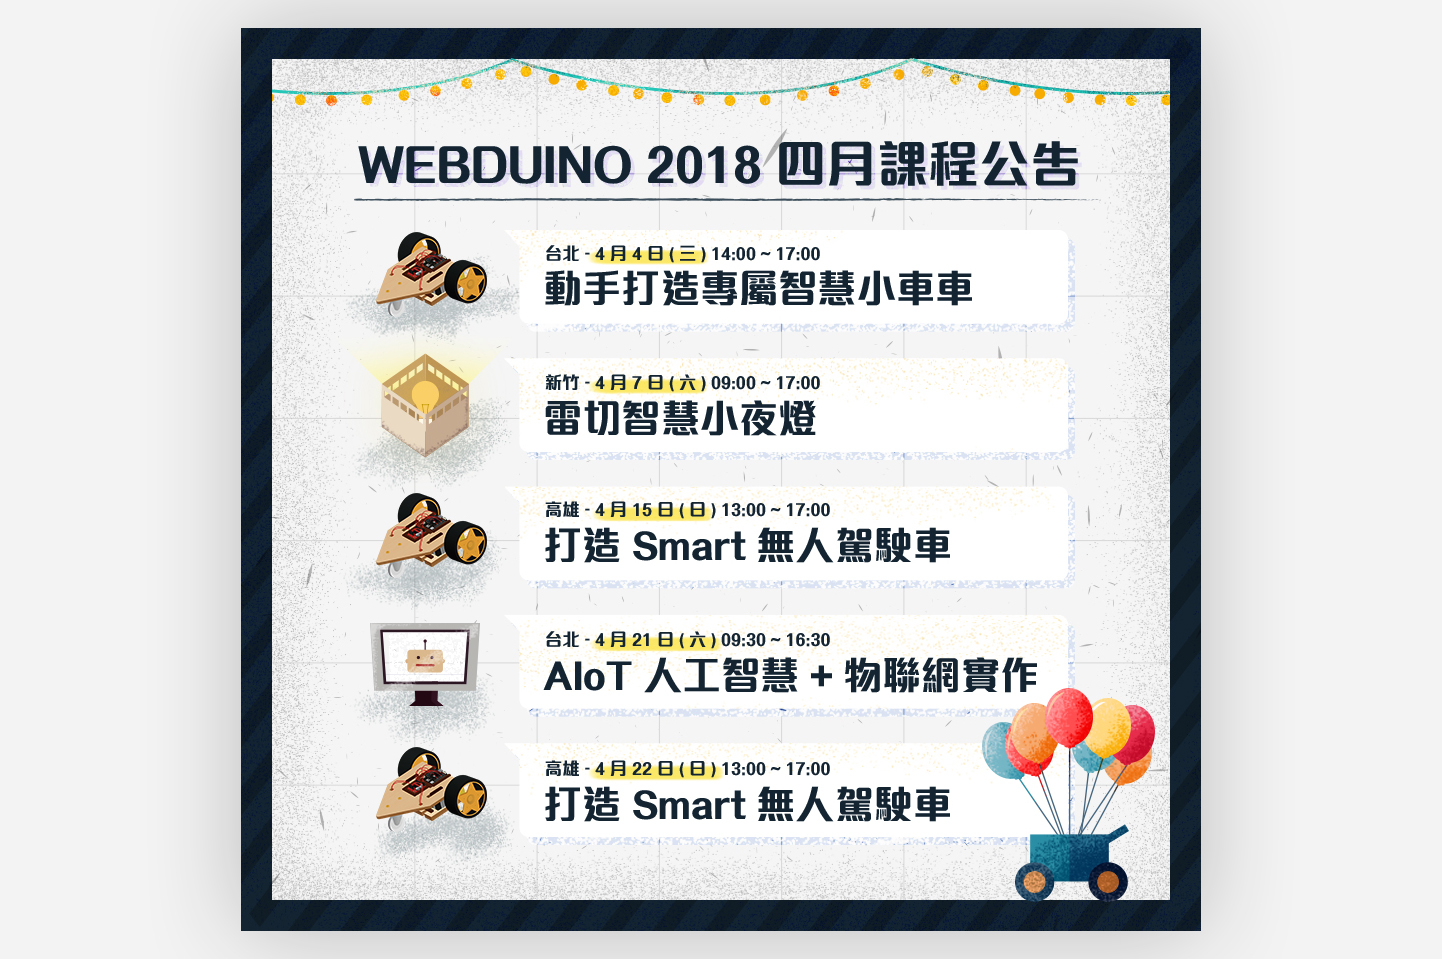 WEBDUINO 2018 四月課程公告
台北 - 4 月 4 日 ( 三 ) 14:00 ~ 17:00
動手打造專屬智慧小車車
新竹 - 4 月 7 日 ( 六 ) 09:00 ~ 17:00
雷切智慧小夜燈
高雄 - 4 月 15 日 ( 日 ) 13:00 ~ 17:00
打造 Smart 無人駕駛車
台北 - 4 月 21 日 ( 六 ) 09:30 ~ 16:30
AIoT 人工智慧 + 物聯網實作
高雄 - 4 月 22 日 ( 日 ) 13:00 ~ 17:00
打造 Smart 無人駕駛車